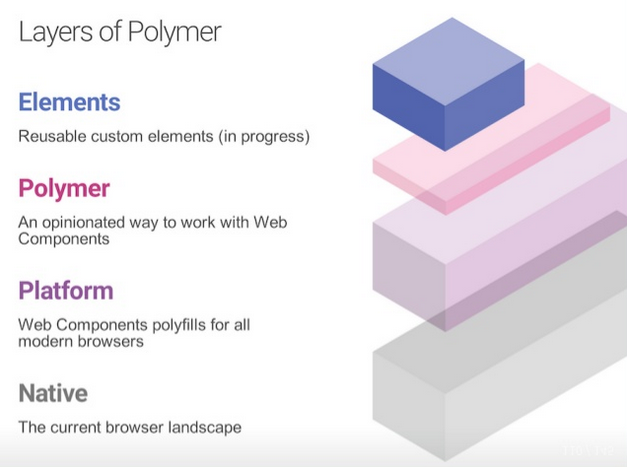 Layers of Polymer
Elements
Reusable custom elements (in progress)
Polymer
An opinionated way to work with Web
Components
Platform
Web Components polyfills for all
modern browsers
Native
The current browser landscape